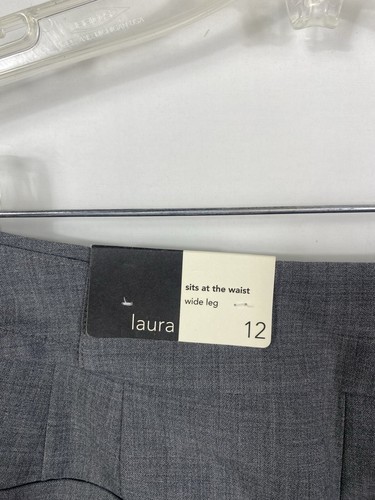 sits at the waist
wide leg
laura
12